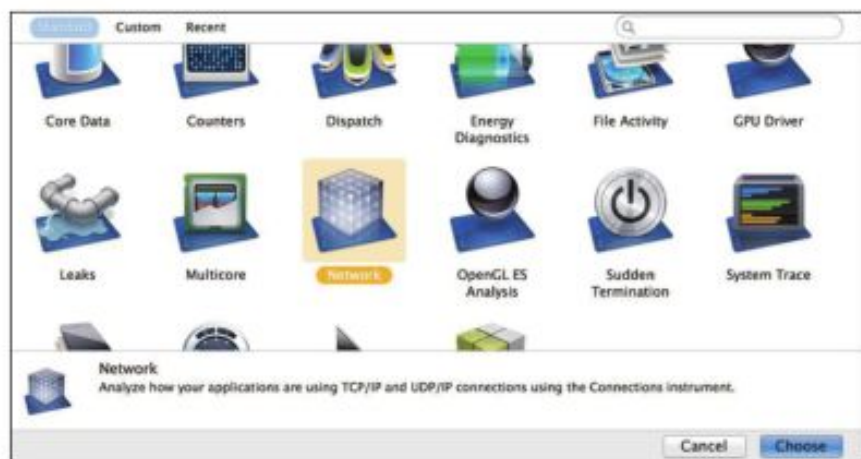 Standard Custom Recent
Core Data Counters Dispatch Energy Diagnostics File Activity GPU Driver
Leaks Multicore Network OpenGL ES Analysis Sudden Termination System Trace
Network
Analyze how your applications are using TCP/IP and UDP/IP connections using the Connections instrument.
Cancel Choose